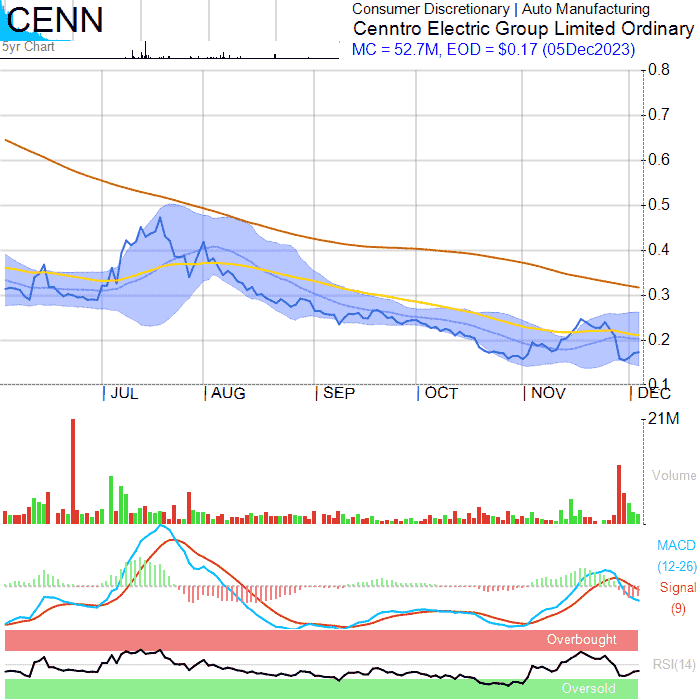 CENN
5yr Chart
Consumer Discretionary | Auto Manufacturing
Cenntro Electric Group Limited Ordinary
MC = 52.7M, EOD = $0.17 (05Dec2023)
0.8
0.7
0.6
0.5
0.4
0.3
0.2
0.1
JUL
AUG
SEP
OCT
NOV
DEC
21M
Volume
MACD
(12-26)
Signal
(9)
Overbought
RSI(14)
Oversold